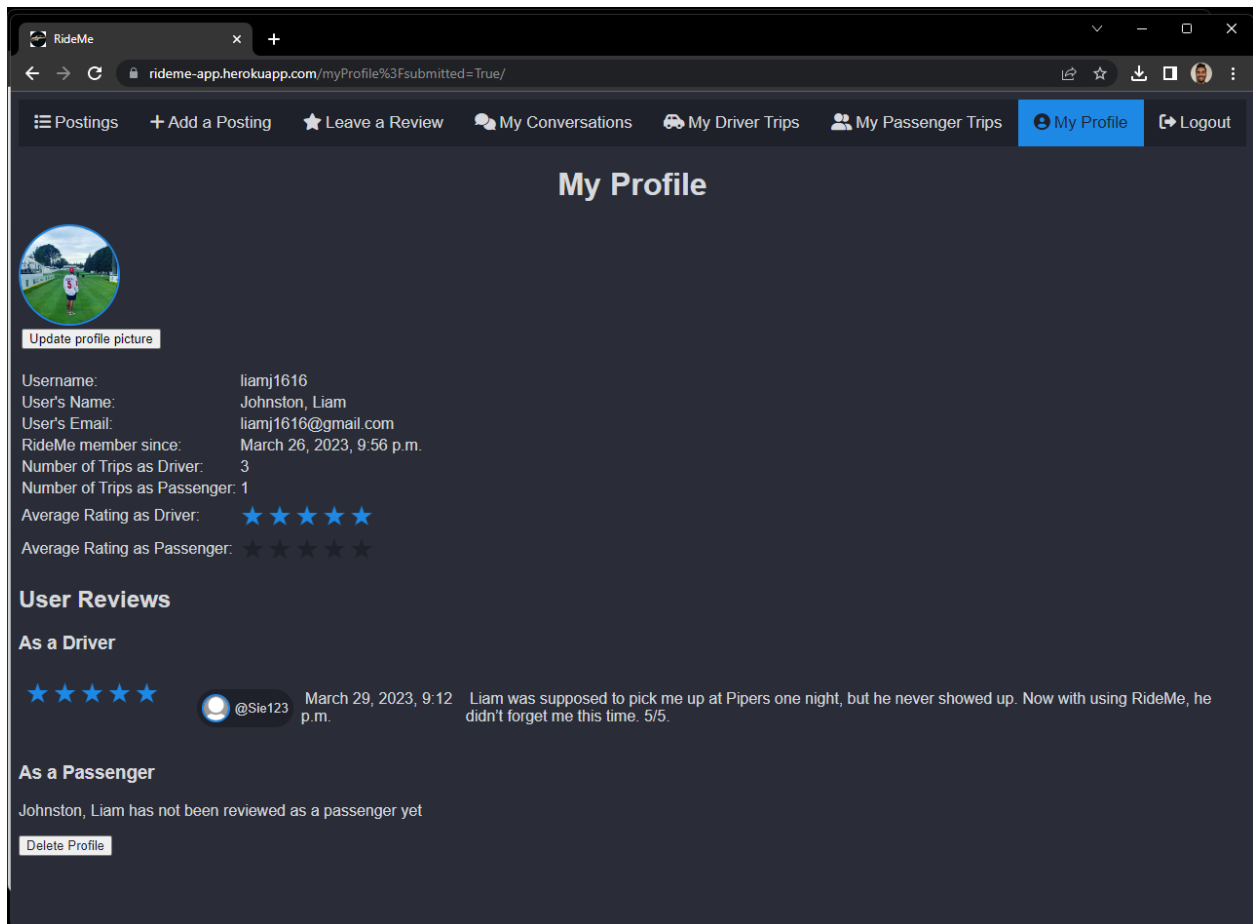 RideMe
rideme-app.herokuapp.com/myProfile%3Fsubmitted=True/
Postings Add a Posting Leave a Review My Conversations My Driver Trips My Passenger Trips My Profile Logout
My Profile
5
Update profile picture
Username: liamj1616
User's Name: Johnston, Liam
User's Email: liamj1616@gmail.com
RideMe member since: March 26, 2023, 9:56 p.m.
Number of Trips as Driver: 3
Number of Trips as Passenger: 1
Average Rating as Driver:
Average Rating as Passenger:
User Reviews
As a Driver
@Sie123 March 29, 2023, 9:12 p.m. Liam was supposed to pick me up at Pipers one night, but he never showed up. Now with using RideMe, he
didn't forget me this time. 5/5.
As a Passenger
Johnston, Liam has not been reviewed as a passenger yet
Delete Profile